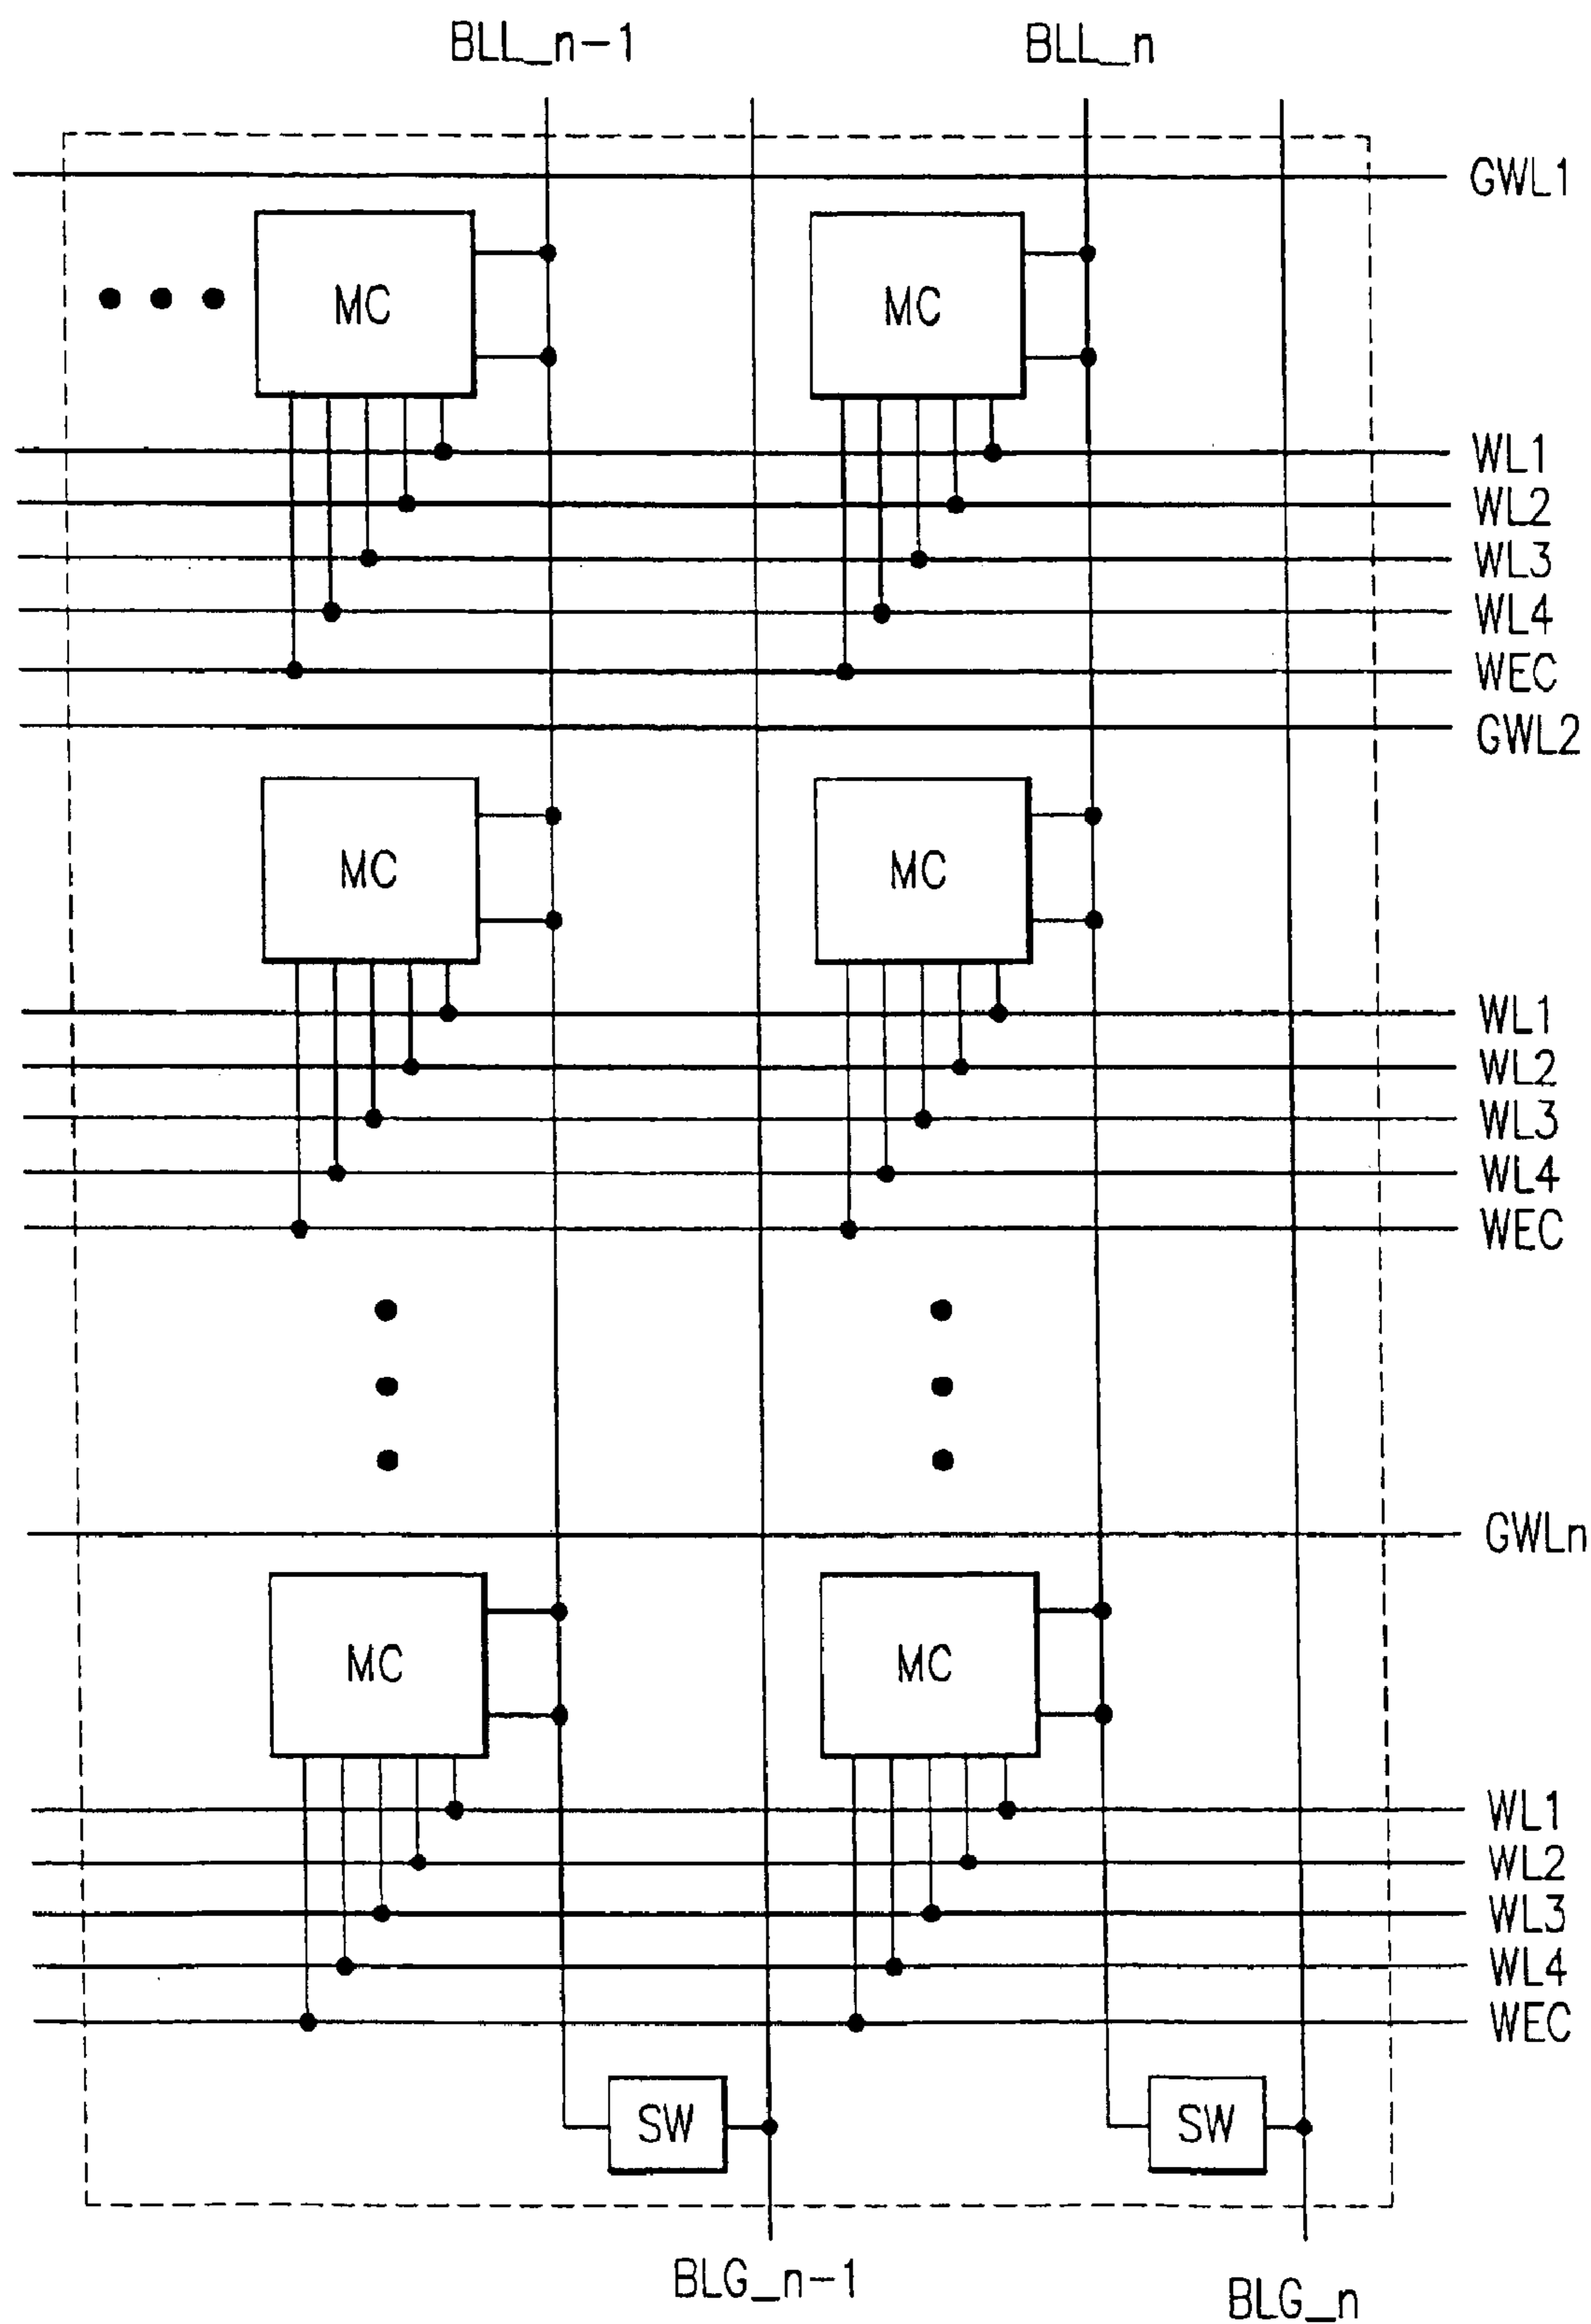 BLL_n-1 BLL_n
GWL1
MC MC
WL1
WL2
WL3
WL4
WEC
GWL2
MC MC
WL1
WL2
WL3
WL4
WEC
GWLn
MC MC
WL1
WL2
WL3
WL4
WEC
SW SW
BLG_n-1 BLG_n